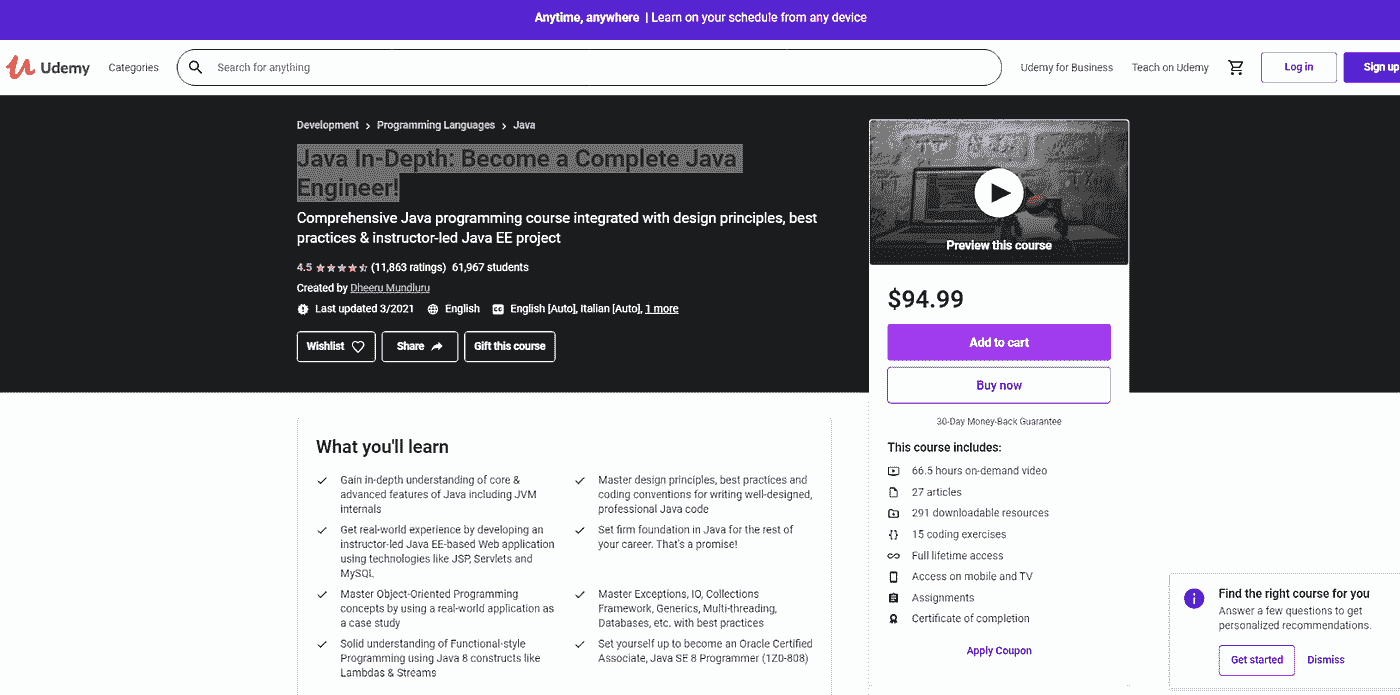 Anytime, anywhere | Learn on your schedule from any device
Udemy
Categories
Search for anything
Udemy for Business
Teach on Udemy
Log in
Sign up
Development > Programming Languages > Java
Java In-Depth: Become a Complete Java
Engineer!
Comprehensive Java programming course integrated with design principles, best
practices & instructor-led Java EE project
4.5 (11,863 ratings) 61,967 students
Created by Dheeru Mundluru
Last updated 3/2021 English English [Auto], Italian [Auto], 1 more
Wishlist
Share
Gift this course
Preview this course
$94.99
Add to cart
Buy now
30-Day Money-Back Guarantee
This course includes:
66.5 hours on-demand video
27 articles
291 downloadable resources
15 coding exercises
Full lifetime access
Access on mobile and TV
Assignments
Certificate of completion
Apply Coupon
What you'll learn
Gain in-depth understanding of core &
advanced features of Java including JVM
internals
Master design principles, best practices and
coding conventions for writing well-designed,
professional Java code
Get real-world experience by developing an
instructor-led Java EE-based Web application
using technologies like JSP, Servlets and
MySQL
Set firm foundation in Java for the rest of
your career. That's a promise!
Master Object-Oriented Programming
concepts by using a real-world application as
a case study
Master Exceptions, IO, Collections
Framework, Generics, Multi-threading,
Databases, etc. with best practices
Solid understanding of Functional-style
Programming using Java 8 constructs like
Lambdas & Streams
Set yourself up to become an Oracle Certified
Associate, Java SE 8 Programmer (1Z0-808)
Find the right course for you
Answer a few questions to get
personalized recommendations.
Get started
Dismiss